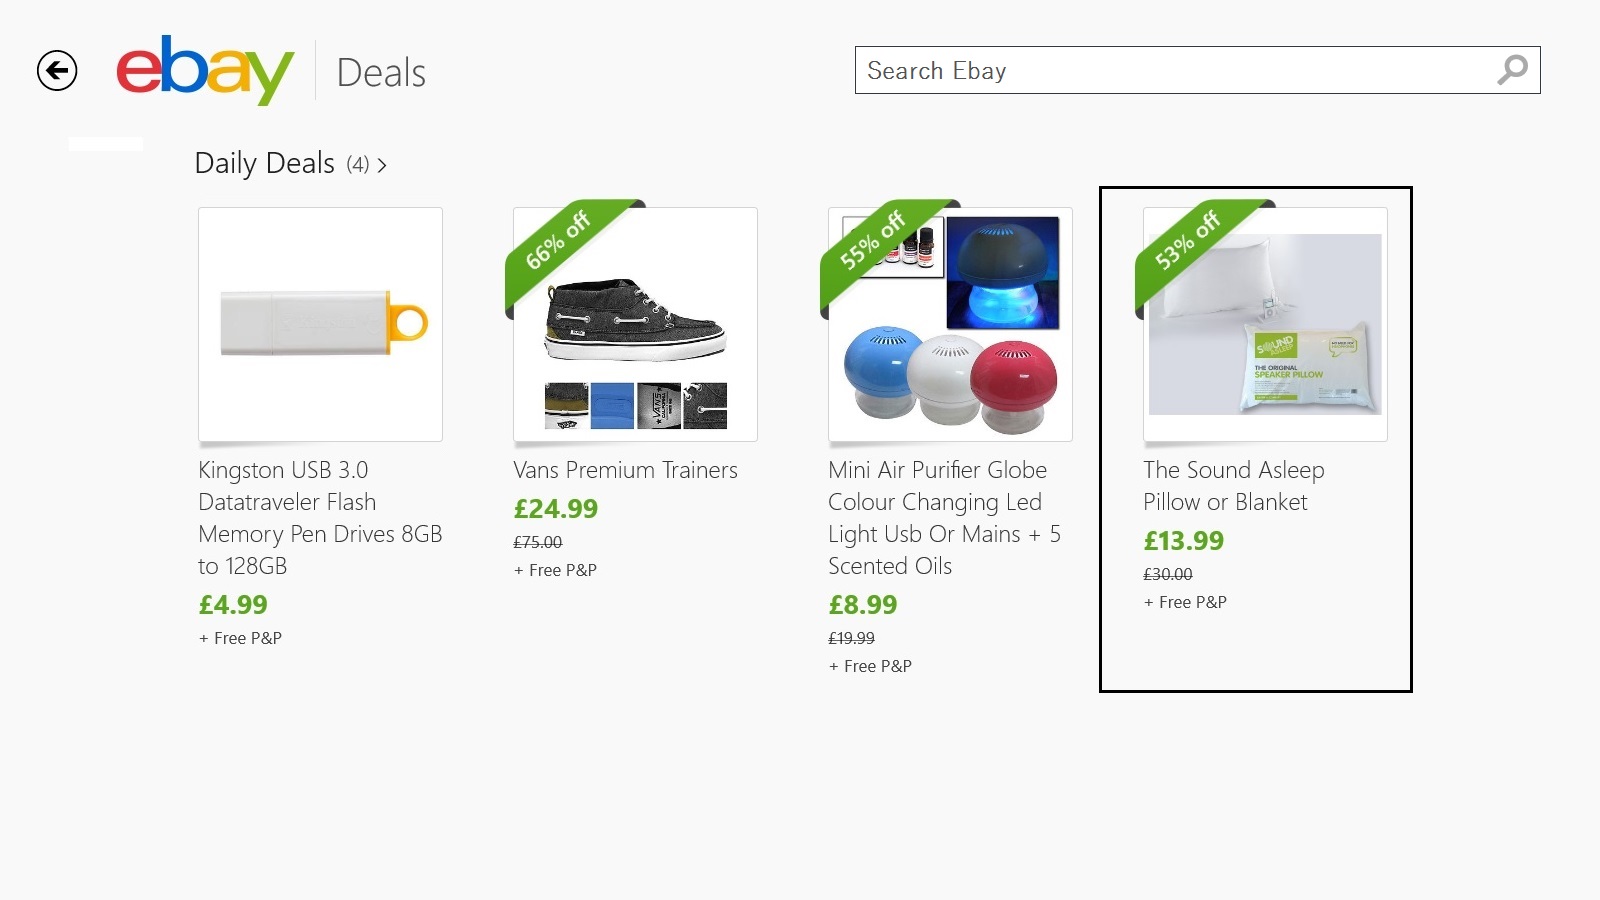 ebay
Deals
Search Ebay
Daily Deals (4) >
66% off
55% off
53% off
VANS
SOUND
ASLEEP
THE ORIGINAL
SPEAKER PILLOW
Kingston USB 3.0
Datatraveler Flash
Memory Pen Drives 8GB
to 128GB
£4.99
+ Free P&P
Vans Premium Trainers
£24.99
£75.00
+ Free P&P
Mini Air Purifier Globe
Colour Changing Led
Light Usb Or Mains + 5
Scented Oils
£8.99
£19.99
+ Free P&P
The Sound Asleep
Pillow or Blanket
£13.99
£30.00
+ Free P&P